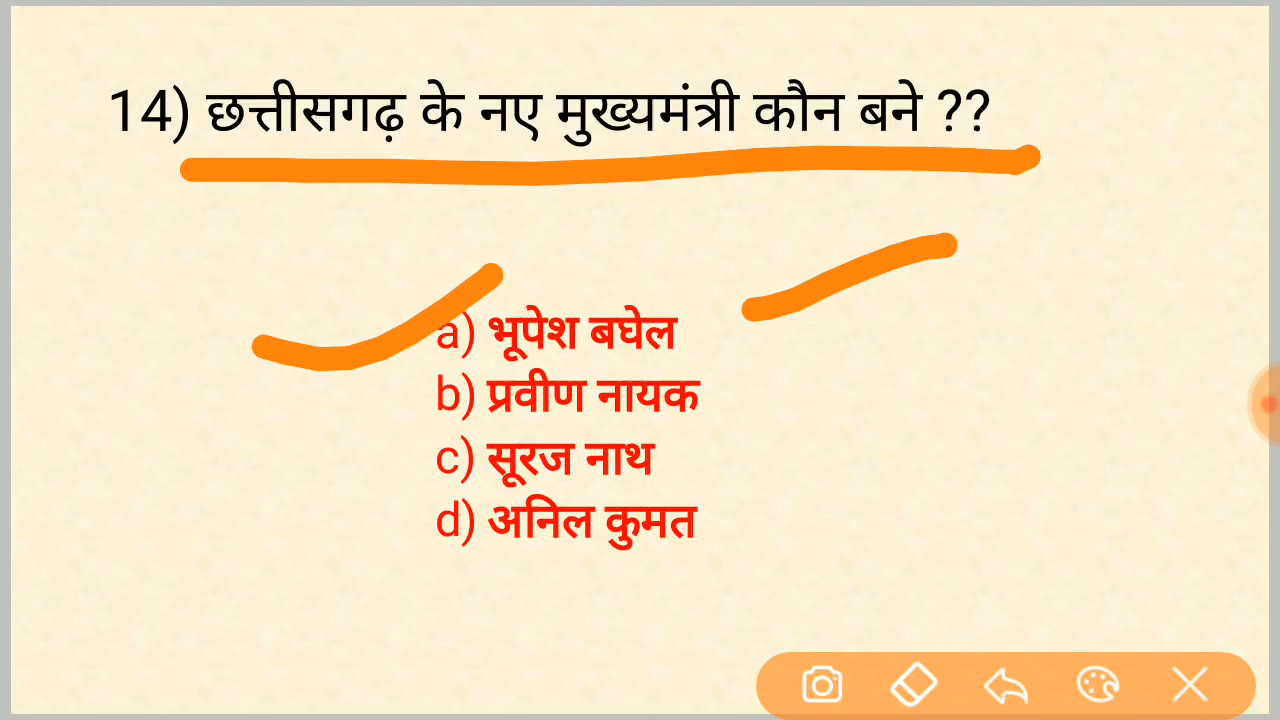 14) छत्तीसगढ़ के नए मुख्यमंत्री कौन बने ??
a) भूपेश बघेल
b) प्रवीण नायक
c) सूरज नाथ
d) अनिल कुमत